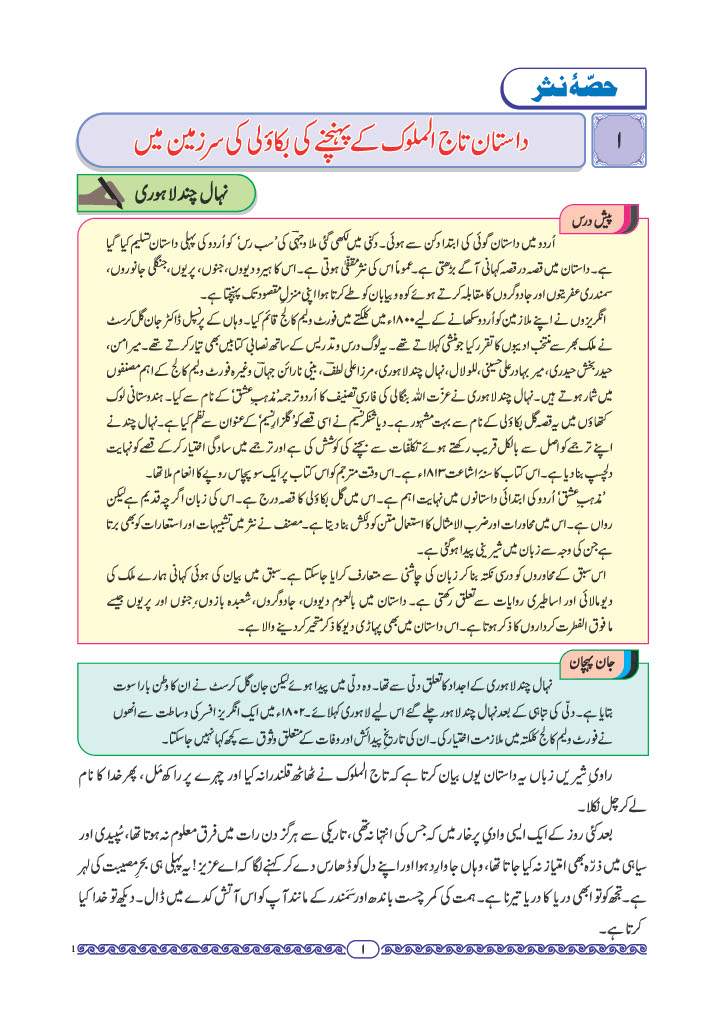 حصّۂ نثر
۱
داستان تاج الملوک کے پہنچنے کی بکاؤلی کی سرزمین میں
نہال چند لاہوری
پیش درس
اُردو میں داستان گوئی کی ابتدا دکن سے ہوئی۔ دکنی میں لکھی گئی ملا وجہی کی ’سب رس‘ کو اُردو کی پہلی داستان تسلیم کیا گیا
ہے۔ داستان میں قصہ در قصہ کہانی آگے بڑھتی ہے۔ عموماً اس کی نثر مقفّٰی ہوتی ہے۔ اس کا ہیرو دیووں، جنوں، پریوں، جنگلی جانوروں،
سمندری عفریتوں اور جادوگروں کا مقابلہ کرتے ہوئے کوہ و بیاباں کو طے کرتا ہوا اپنی منزلِ مقصود تک پہنچتا ہے۔
انگریزوں نے اپنے ملازمین کو اُردو سکھانے کے لیے ۱۸۰۰ء میں کلکتے میں فورٹ ولیم کالج قائم کیا۔ وہاں کے پرنسپل ڈاکٹر جان گل کرسٹ
نے ملک بھر سے منتخب ادیبوں کا تقرر کیا جو منشی کہلاتے تھے۔ یہ لوگ درس و تدریس کے ساتھ نصابی کتابیں بھی تیار کرتے تھے۔ میر امن،
حیدر بخش حیدری، میر بہادر علی حسینی، للو لال، نہال چند لاہوری، مرزا علی لطف، بینی نارائن جہاں وغیرہ فورٹ ولیم کالج کے اہم مصنفوں
میں شمار ہوتے ہیں۔ نہال چند لاہوری نے عزّت اللہ بنگالی کی فارسی تصنیف کا اُردو ترجمہ ’مذہبِ عشق‘ کے نام سے کیا۔ ہندوستانی لوک
کتھاؤں میں یہ قصہ گل بکاؤلی کے نام سے بہت مشہور ہے۔ دیا شنکر نسیم نے اسی قصے کو ’گلزارِ نسیم‘ کے عنوان سے نظم کیا ہے۔ نہال چند نے
اپنے ترجمے کو اصل سے بالکل قریب رکھتے ہوئے تکلّفات سے بچنے کی کوشش کی ہے اور ترجمے میں سادگی اختیار کر کے قصے کو نہایت
دلچسپ بنا دیا ہے۔ اس کتاب کا سنۂ اشاعت ۱۸۱۳ء ہے۔ اس وقت مترجم کو اس کتاب پر ایک سو پچاس روپے کا انعام ملا تھا۔
’مذہبِ عشق‘ اُردو کی ابتدائی داستانوں میں نہایت اہم ہے۔ اس میں گل بکاؤلی کا قصہ درج ہے۔ اس کی زبان اگرچہ قدیم ہے لیکن
رواں ہے۔ اس میں محاورات اور ضرب الامثال کا استعمال متن کو دلکش بنا دیتا ہے۔ مصنف نے نثر میں تشبیہات اور استعارات کو بھی برتا
ہے جن کی وجہ سے زبان میں شیرینی پیدا ہو گئی ہے۔
اس سبق کے محاوروں کو درسی نکتہ بنا کر زبان کی چاشنی سے متعارف کرایا جا سکتا ہے۔ سبق میں بیان کی ہوئی کہانی ہمارے ملک کی
دیومالائی اور اساطیری روایات سے تعلق رکھتی ہے۔ داستان میں بالعموم دیووں، جادوگروں، شعبدہ بازوں، جِنوں اور پریوں جیسے
مافوق الفطرت کرداروں کا ذکر ہوتا ہے۔ اس داستان میں بھی پہاڑی دیو کا ذکر متحیر کر دینے والا ہے۔
جان پہچان
نہال چند لاہوری کے اجداد کا تعلق دلّی سے تھا۔ وہ دلّی میں پیدا ہوئے لیکن جان گل کرسٹ نے ان کا وطن باراسوت
بتایا ہے۔ دلّی کی تباہی کے بعد نہال چند لاہور چلے گئے اس لیے لاہوری کہلائے۔ ۱۸۰۲ء میں ایک انگریز افسر کی وساطت سے انھوں
نے فورٹ ولیم کالج کلکتہ میں ملازمت اختیار کی۔ ان کی تاریخِ پیدائش اور وفات کے متعلق وثوق سے کچھ کہا نہیں جا سکتا۔
راویِ شیریں زباں یہ داستان یوں بیان کرتا ہے کہ تاج الملوک نے ٹھاٹھ قلندرانہ کیا اور چہرے پر راکھ مَل، پھر خدا کا نام
لے کر چل نکلا۔
بعد کئی روز کے ایک ایسی وادیِ پرخار میں کہ جس کی انتہا نہ تھی، تاریکی سے ہرگز دن رات میں فرق معلوم نہ ہوتا تھا، سُپیدی اور
سیاہی میں ذرّہ بھی امتیاز نہ کیا جاتا تھا، وہاں جا وارد ہوا اور اپنے دل کو ڈھارس دے کر کہنے لگا کہ اے عزیز! یہ پہلی ہی بحرِ مصیبت کی لہر
ہے۔ تجھ کو تو ابھی دریا کا دریا تیرنا ہے۔ ہمت کی کمر چست باندھ اور سَمَندر کے مانند آپ کو اس آتش کدے میں ڈال۔ دیکھ تو خدا کیا
کرتا ہے۔
۱
1